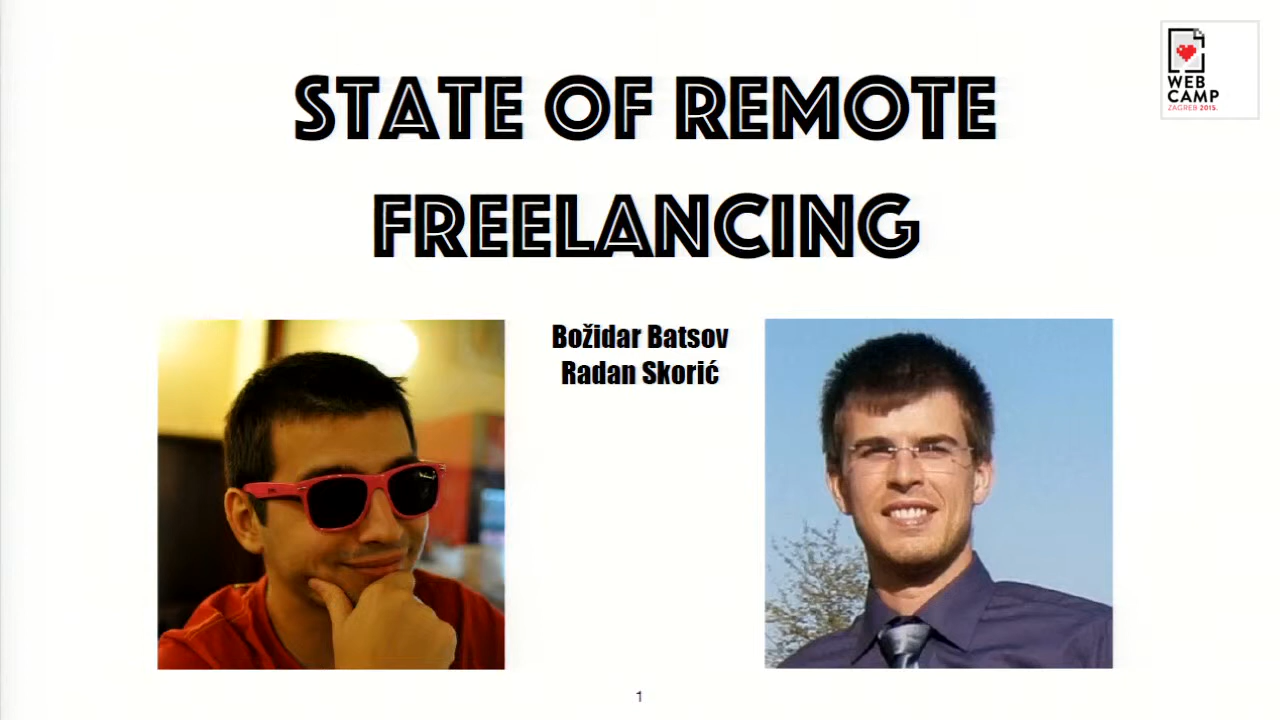 STATE OF REMOTE
FREELANCING
Božidar Batsov
Radan Skorić
WEB
CAMP
ZAGREB 2015.
1